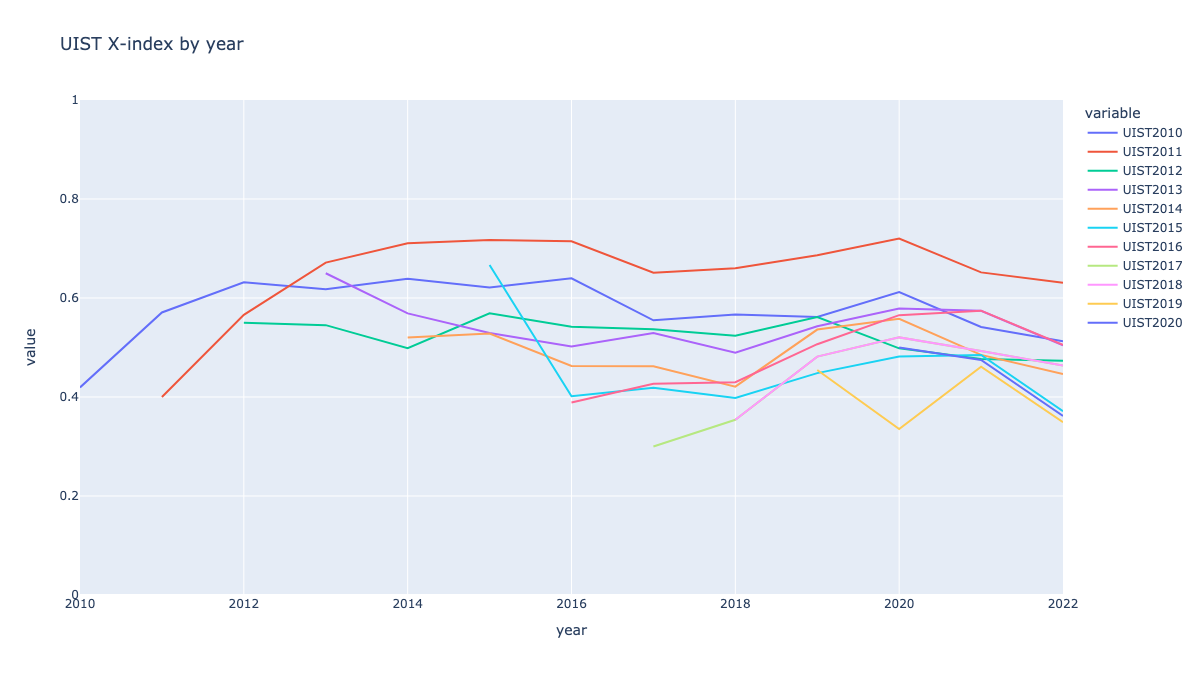 UIST X-index by year
value
1
0.8
0.6
0.4
0.2
0
2010
2012
2014
2016
2018
2020
2022
year
variable
UIST2010
UIST2011
UIST2012
UIST2013
UIST2014
UIST2015
UIST2016
UIST2017
UIST2018
UIST2019
UIST2020